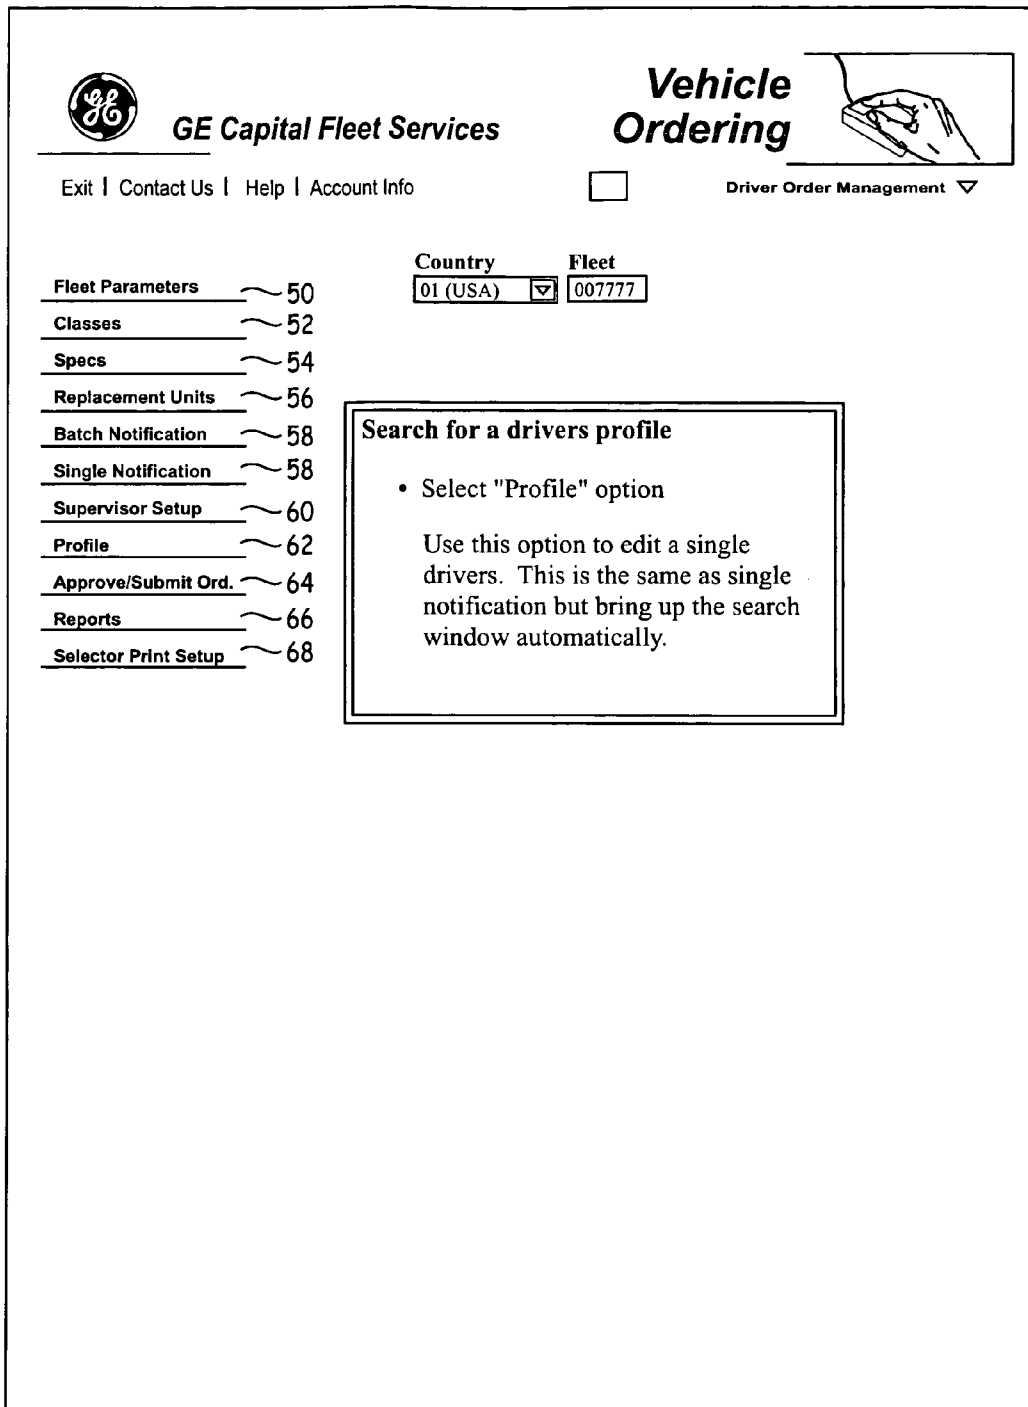 GE
GE Capital Fleet Services
Vehicle
Ordering
Exit | Contact Us | Help | Account Info
Driver Order Management
Country Fleet
01 (USA) 007777
Fleet Parameters 50
Classes 52
Specs 54
Replacement Units 56
Batch Notification 58
Single Notification 58
Supervisor Setup 60
Profile 62
Approve/Submit Ord. 64
Reports 66
Selector Print Setup 68
Search for a drivers profile
• Select "Profile" option
Use this option to edit a single
drivers. This is the same as single
notification but bring up the search
window automatically.